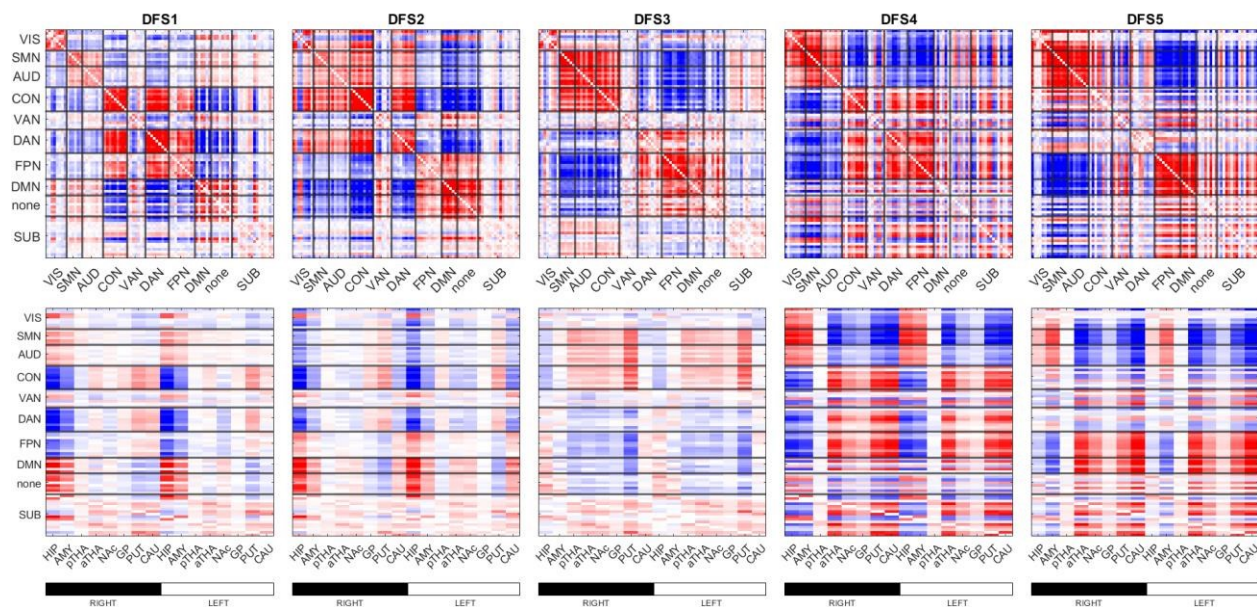 DFS1 DFS2 DFS3 DFS4 DFS5
VIS
SMN
AUD
CON
VAN
DAN
FPN
DMN
none
SUB
VIS SMN AUD CON VAN DAN FPN DMN none SUB VIS SMN AUD CON VAN DAN FPN DMN none SUB VIS SMN AUD CON VAN DAN FPN DMN none SUB VIS SMN AUD CON VAN DAN FPN DMN none SUB VIS SMN AUD CON VAN DAN FPN DMN none SUB
VIS
SMN
AUD
CON
VAN
DAN
FPN
DMN
none
SUB
HIP AMY pTHA aTHA NAc GP PUT CAU HIP AMY pTHA aTHA NAc GP PUT CAU HIP AMY pTHA aTHA NAc GP PUT CAU HIP AMY pTHA aTHA NAc GP PUT CAU HIP AMY pTHA aTHA NAc GP PUT CAU HIP AMY pTHA aTHA NAc GP PUT CAU HIP AMY pTHA aTHA NAc GP PUT CAU HIP AMY pTHA aTHA NAc GP PUT CAU HIP AMY pTHA aTHA NAc GP PUT CAU HIP AMY pTHA aTHA NAc GP PUT CAU
RIGHT LEFT RIGHT LEFT RIGHT LEFT RIGHT LEFT RIGHT LEFT